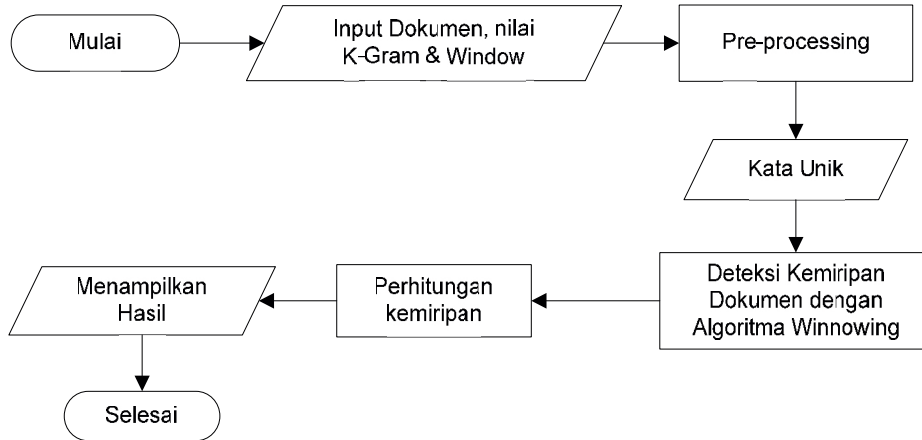 Mulai
Input Dokumen, nilai
K-Gram & Window
Pre-processing
Kata Unik
Deteksi Kemiripan
Dokumen dengan
Algoritma Winnowing
Perhitungan
kemiripan
Menampilkan
Hasil
Selesai